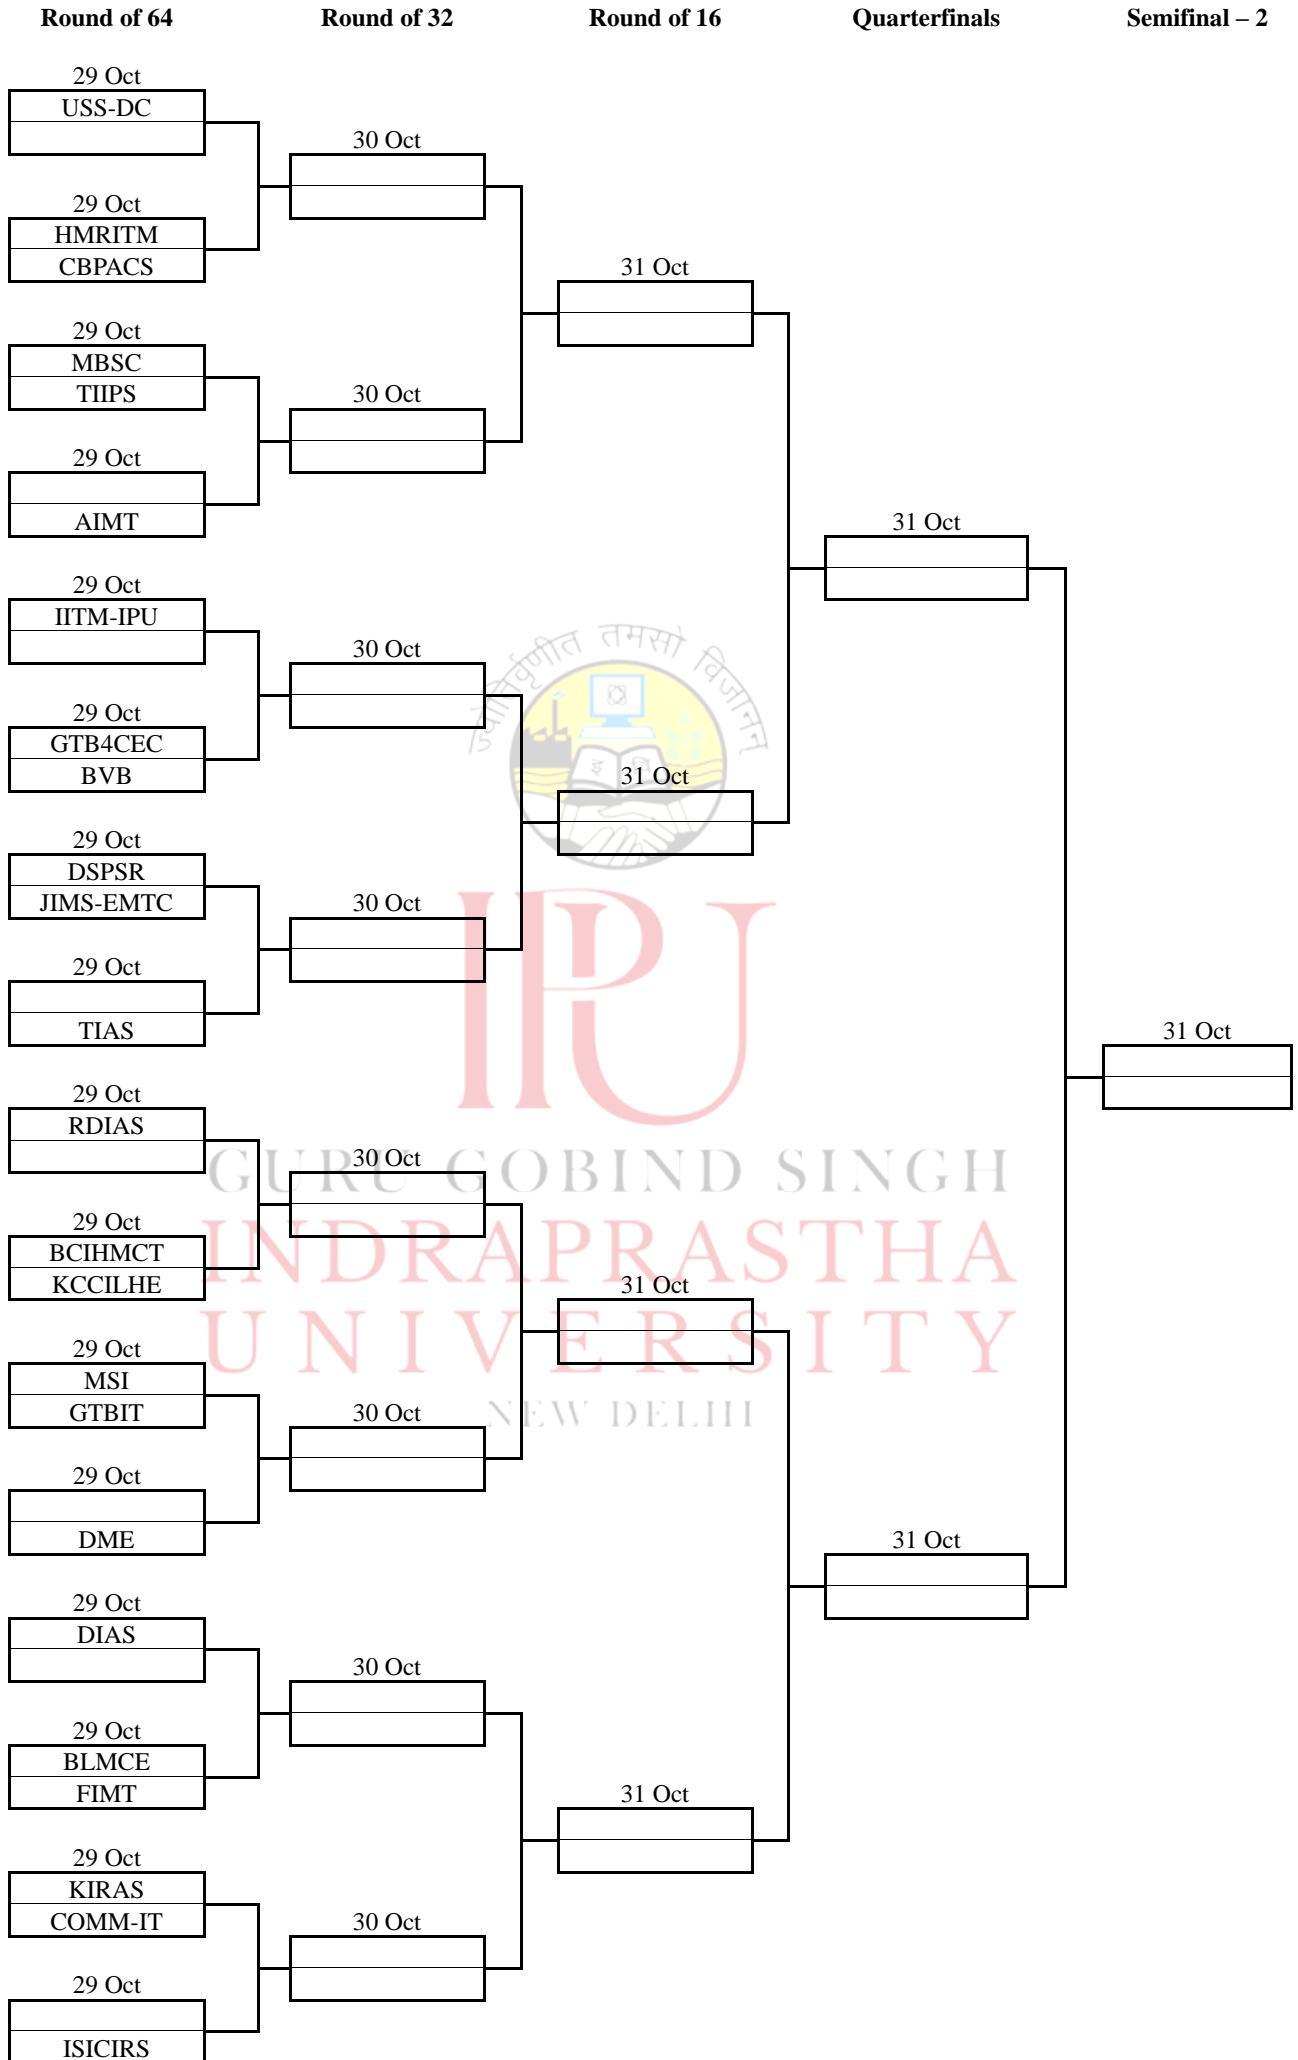 Round of 64 Round of 32 Round of 16 Quarterfinals Semifinal – 2
29 Oct
USS-DC
30 Oct
29 Oct
HMRITM
CBPACS
31 Oct
29 Oct
MBSC
TIIPS
30 Oct
29 Oct
AIMT
31 Oct
29 Oct
IITM-IPU
30 Oct
29 Oct
GTB4CEC
BVB
31 Oct
29 Oct
DSPSR
JIMS-EMTC
30 Oct
29 Oct
TIAS
31 Oct
29 Oct
RDIAS
30 Oct
29 Oct
BCIHMCT
KCCILHE
31 Oct
29 Oct
MSI
GTBIT
30 Oct
29 Oct
DME
31 Oct
29 Oct
DIAS
30 Oct
29 Oct
BLMCE
FIMT
31 Oct
29 Oct
KIRAS
COMM-IT
30 Oct
29 Oct
ISICIRS
IPU
GURU GOBIND SINGH
INDRAPRASTHA
UNIVERSITY
NEW DELHI